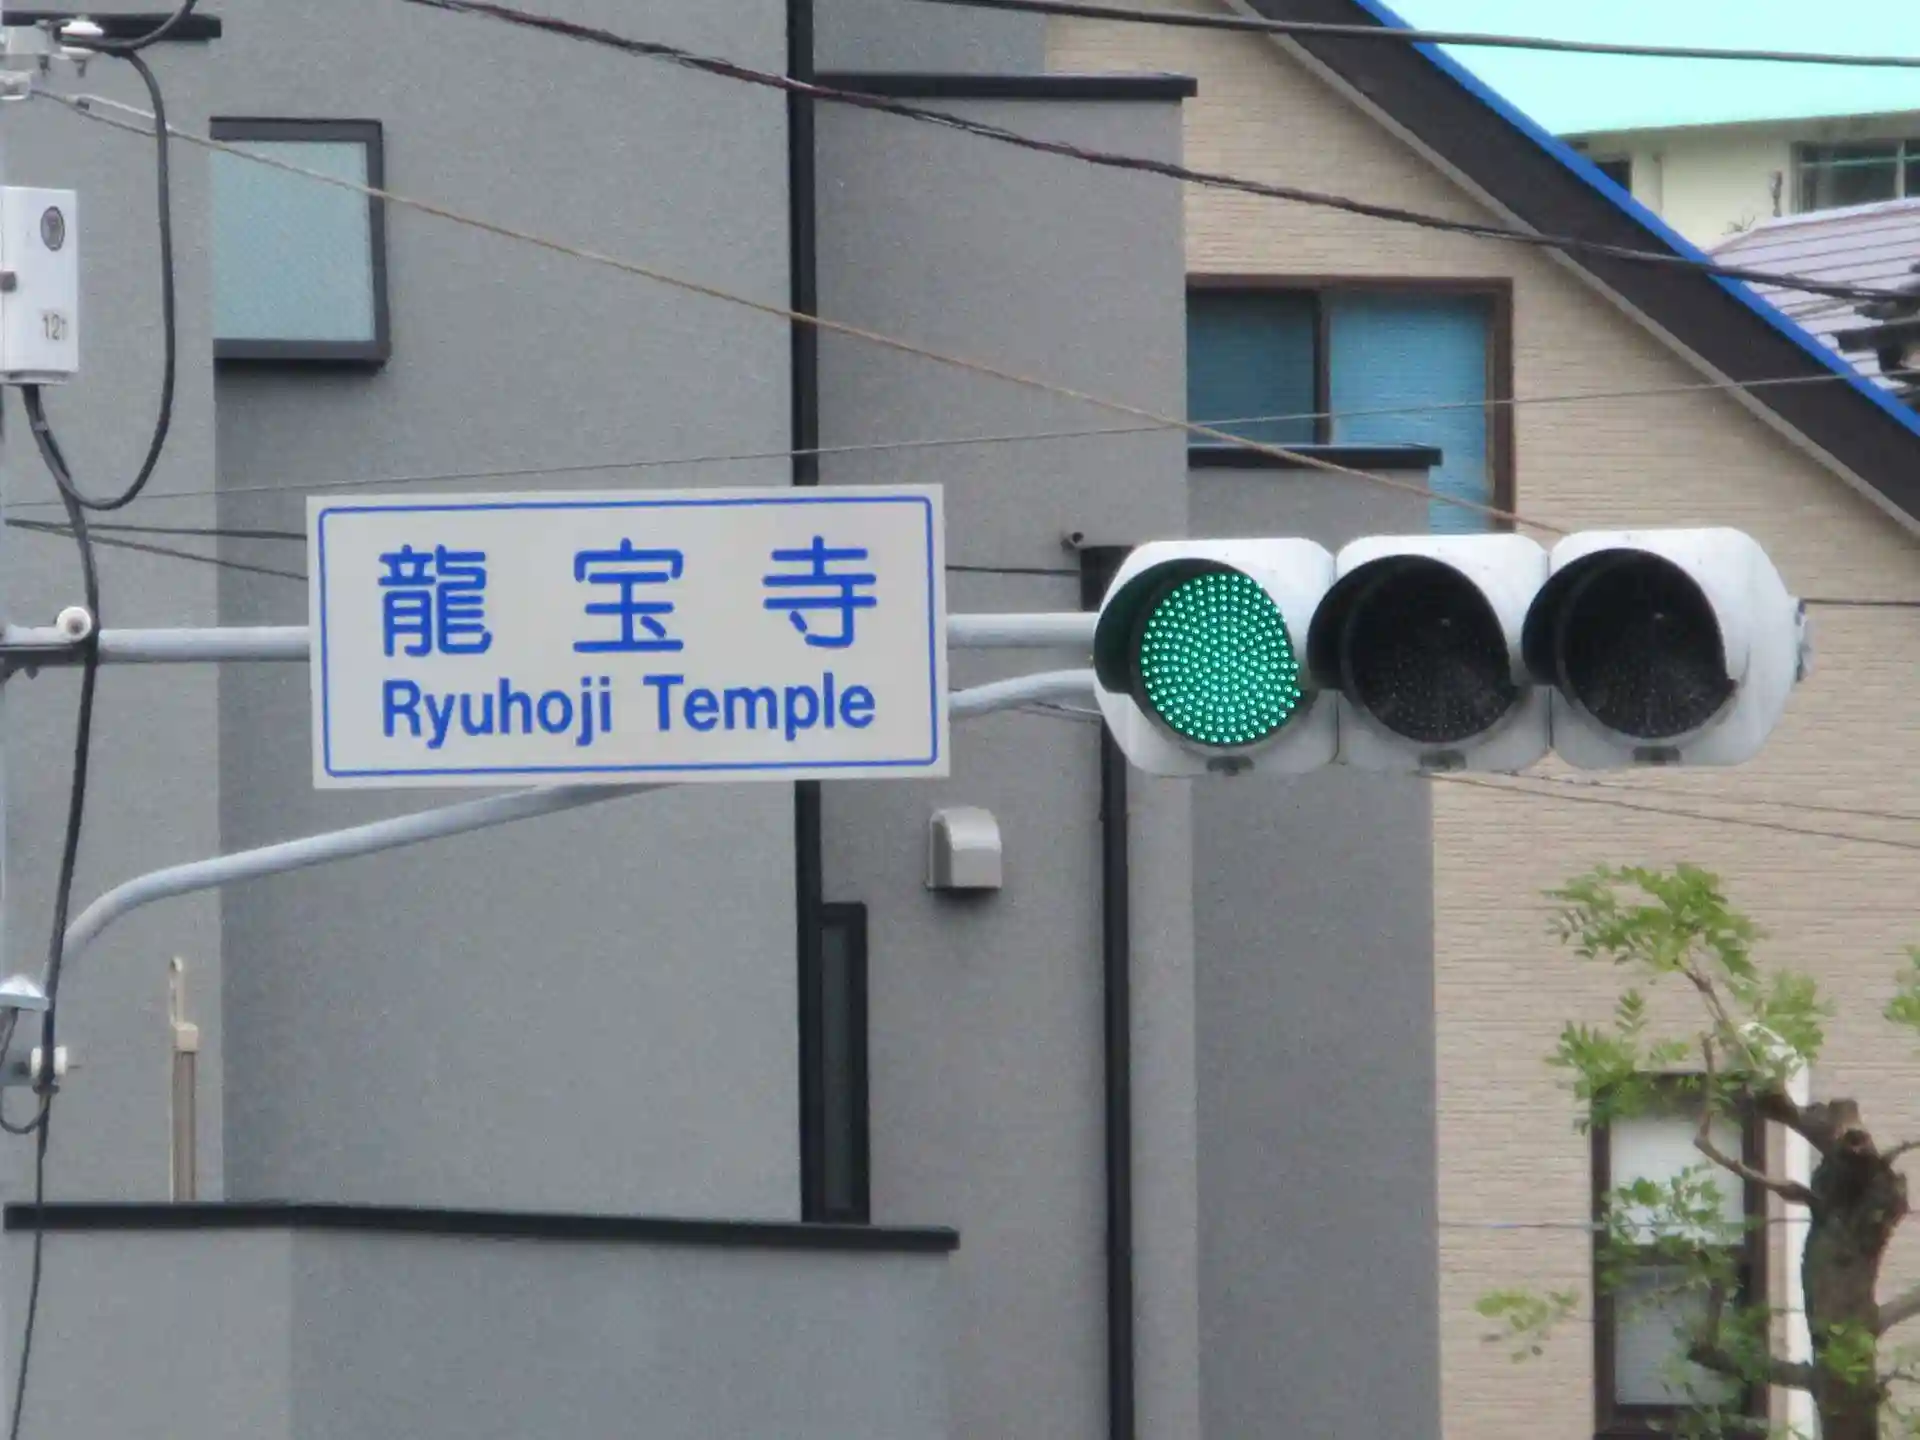 龍宝寺
Ryuhoji Temple